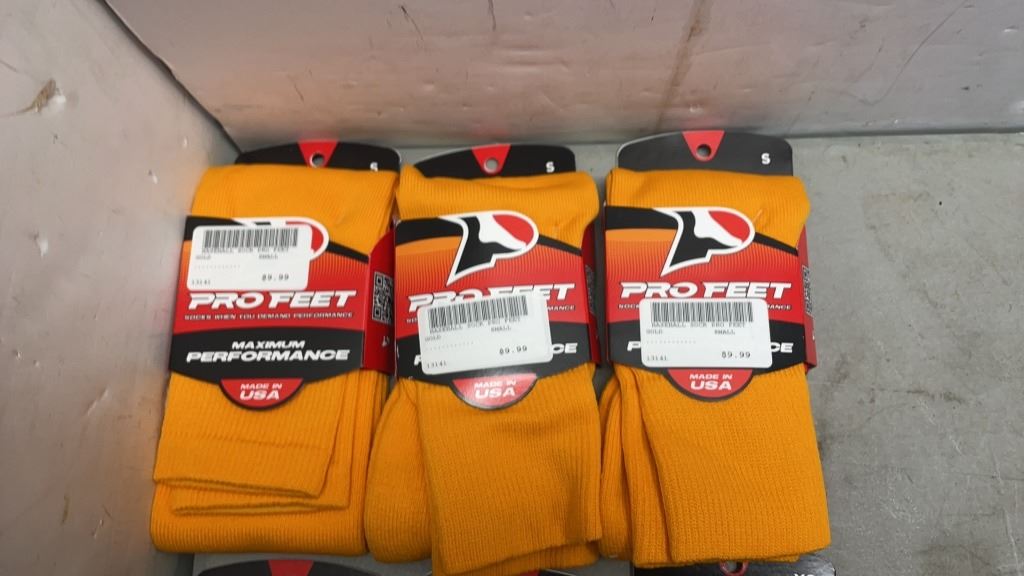 S
BASEBALL SOCK PRO FEET
GOLD SMALL
13141 $9.99
PRO FEET
SOCKS WHEN YOU DEMAND PERFORMANCE
MAXIMUM
PERFORMANCE
MADE IN
USA
S
PRO FEET
BASEBALL SOCK PRO FEET
GOLD SMALL
13141 $9.99
MADE IN
USA
S
PRO FEET
BASEBALL SOCK PRO FEET
GOLD SMALL
13141 $9.99
MADE IN
USA